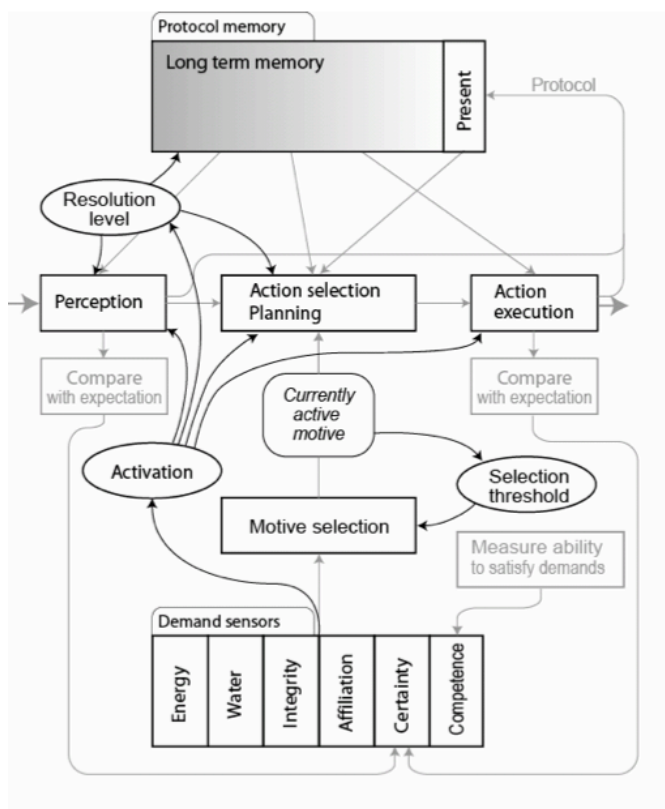 Protocol memory
Long term memory
Present
Protocol
Resolution
level
Perception
Action selection
Planning
Action
execution
Compare
with expectation
Currently
active
motive
Compare
with expectation
Activation
Selection
threshold
Motive selection
Measure ability
to satisfy demands
Demand sensors
Energy
Water
Integrity
Affiliation
Certainty
Competence